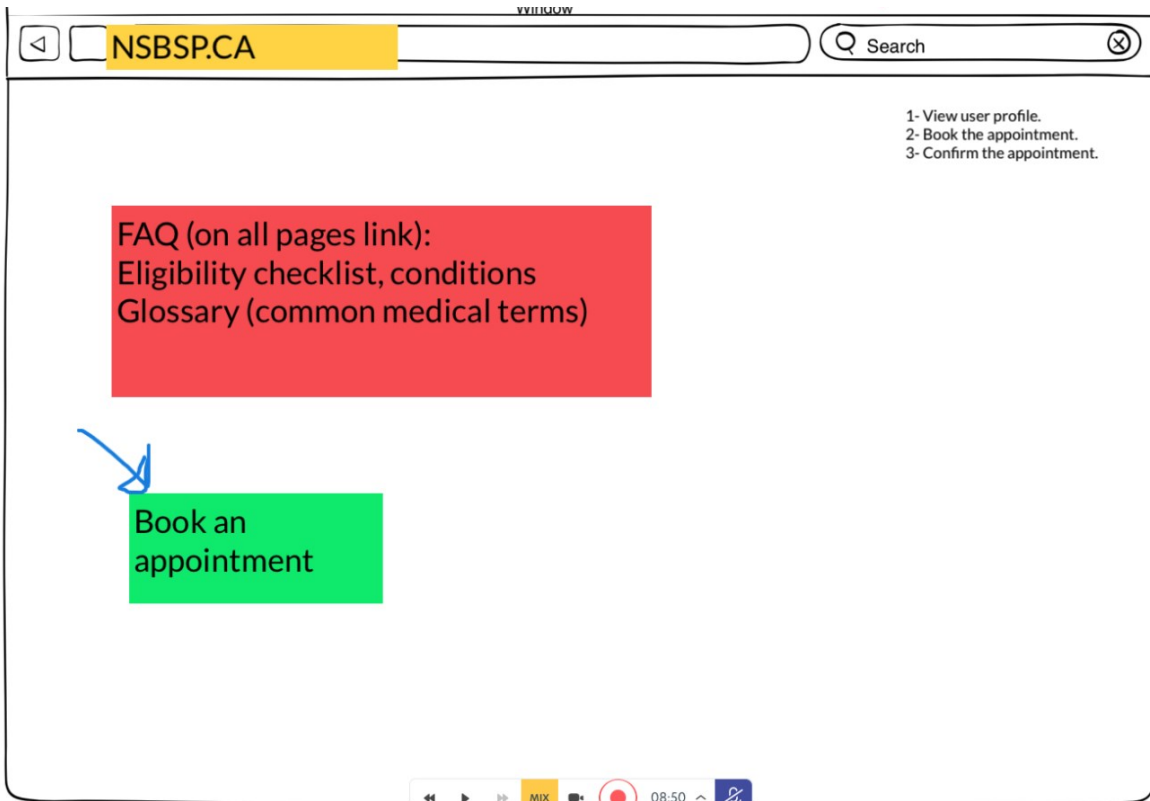 Window
NSBSP.CA
Search
1- View user profile.
2- Book the appointment.
3- Confirm the appointment.
FAQ (on all pages link):
Eligibility checklist, conditions
Glossary (common medical terms)
Book an
appointment
MIX
08:50